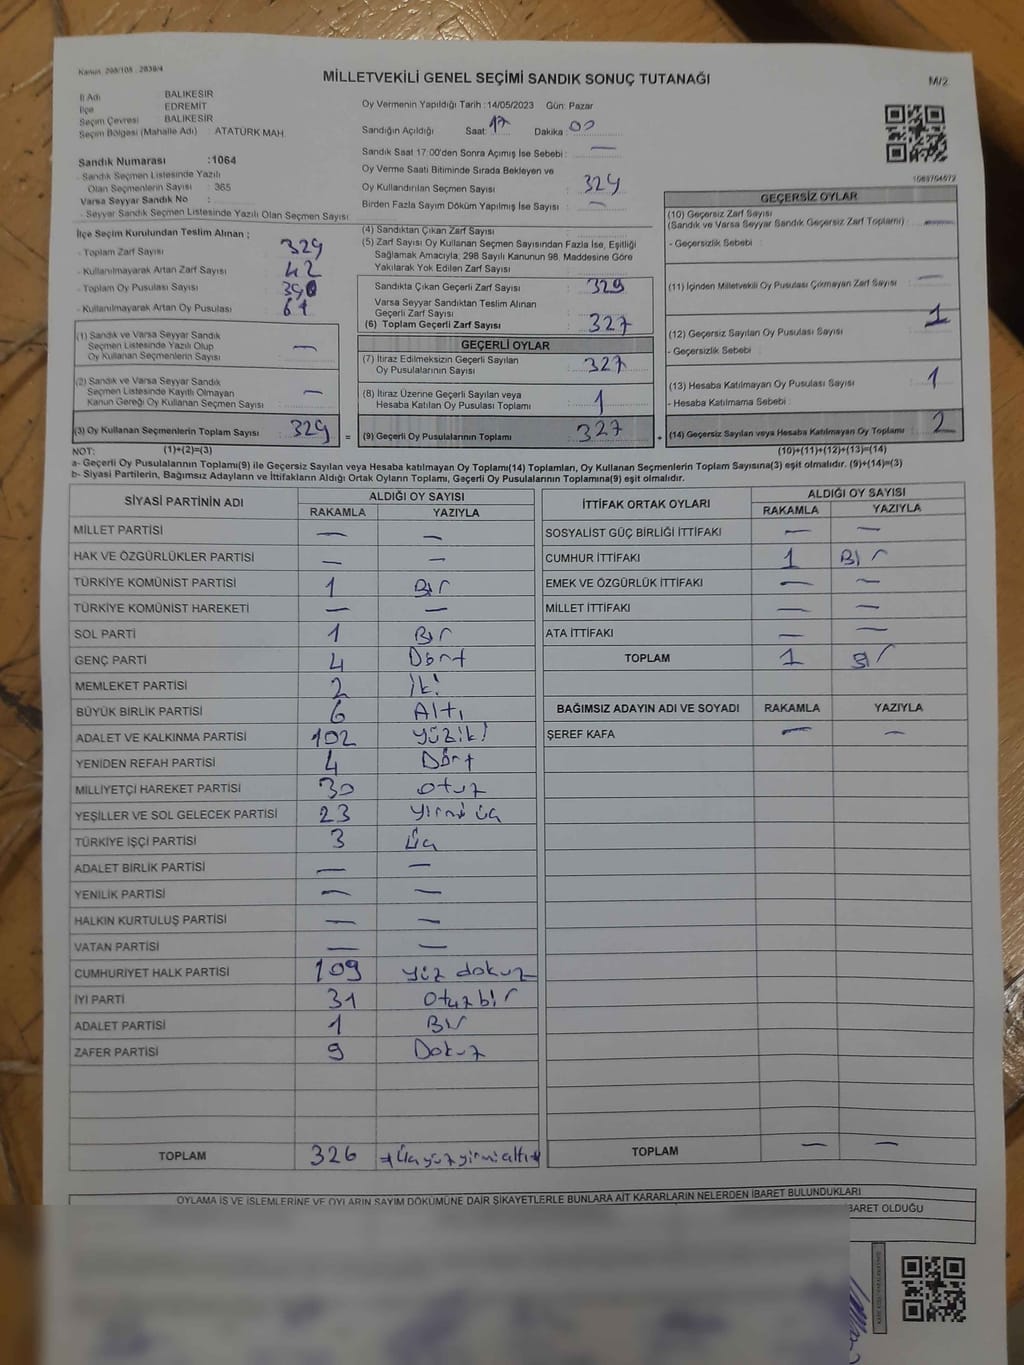 Kanun: 298/105 , 2839/4
MİLLETVEKİLİ GENEL SEÇİMİ SANDIK SONUÇ TUTANAĞI
M/2
İl Adı BALIKESİR
İlçe EDREMİT
Seçim Çevresi BALIKESİR
Seçim Bölgesi (Mahalle Adı) ATATÜRK MAH.
Oy Vermenin Yapıldığı Tarih :14/05/2023 Gün: Pazar
Sandığın Açıldığı Saat: 17 Dakika : 00
Sandık Saat 17:00'den Sonra Açımış İse Sebebi : —
Oy Verme Saati Bitiminde Sırada Bekleyen ve
Oy Kullandırılan Seçmen Sayısı : 329
Birden Fazla Sayım Döküm Yapılmış İse Sayısı : —
Sandık Numarası :1064
- Sandık Seçmen Listesinde Yazılı
Olan Seçmenlerin Sayısı : 365
Varsa Seyyar Sandık No :
- Seyyar Sandık Seçmen Listesinde Yazılı Olan Seçmen Sayısı
İlçe Seçim Kurulundan Teslim Alınan ;
- Toplam Zarf Sayısı : 329
- Kullanılmayarak Artan Zarf Sayısı : 42
- Toplam Oy Pusulası Sayısı : 390
- Kullanılmayarak Artan Oy Pusulası : 61
(1) Sandık ve Varsa Seyyar Sandık
Seçmen Listesinde Yazılı Olup
Oy Kullanan Seçmenlerin Sayısı : —
(2) Sandık ve Varsa Seyyar Sandık
Seçmen Listesinde Kayıtlı Olmayan
Kanun Gereği Oy Kullanan Seçmen Sayısı : —
(3) Oy Kullanan Seçmenlerin Toplam Sayısı : 329 =
(4) Sandıktan Çıkan Zarf Sayısı :
(5) Zarf Sayısı Oy Kullanan Seçmen Sayısından Fazla İse, Eşitliği
Sağlamak Amacıyla, 298 Sayılı Kanunun 98. Maddesine Göre
Yakılarak Yok Edilen Zarf Sayısı :
Sandıkta Çıkan Geçerli Zarf Sayısı : 329
Varsa Seyyar Sandıktan Teslim Alınan
Geçerli Zarf Sayısı :
(6) Toplam Geçerli Zarf Sayısı : 327
GEÇERLİ OYLAR
(7) İtiraz Edilmeksizin Geçerli Sayılan
Oy Pusulalarının Sayısı : 327
(8) İtiraz Üzerine Geçerli Sayılan veya
Hesaba Katılan Oy Pusulası Toplamı : 1
(9) Geçerli Oy Pusulalarının Toplamı : 327 +
1069704972
GEÇERSİZ OYLAR
(10) Geçersiz Zarf Sayısı
(Sandık ve Varsa Seyyar Sandık Geçersiz Zarf Toplamı) : —
- Geçersizlik Sebebi :
(11) İçinden Milletvekili Oy Pusulası Çıkmayan Zarf Sayısı : —
(12) Geçersiz Sayılan Oy Pusulası Sayısı : 1
- Geçersizlik Sebebi :
(13) Hesaba Katılmayan Oy Pusulası Sayısı : 1
- Hesaba Katılmama Sebebi :
(14) Geçersiz Sayılan veya Hesaba Katılmayan Oy Toplamı : 2
NOT: (1)+(2)=(3) (10)+(11)+(12)+(13)=(14)
a- Geçerli Oy Pusulalarının Toplamı(9) ile Geçersiz Sayılan veya Hesaba katılmayan Oy Toplamı(14) Toplamları, Oy Kullanan Seçmenlerin Toplam Sayısına(3) eşit olmalıdır. (9)+(14)=(3)
b- Siyasi Partilerin, Bağımsız Adayların ve İttifakların Aldığı Ortak Oyların Toplamı, Geçerli Oy Pusulalarının Toplamına(9) eşit olmalıdır.
SİYASİ PARTİNİN ADI ALDIĞI OY SAYISI
RAKAMLA YAZIYLA
MİLLET PARTİSİ — —
HAK VE ÖZGÜRLÜKLER PARTİSİ — —
TÜRKİYE KOMÜNİST PARTİSİ 1 Bir
TÜRKİYE KOMÜNİST HAREKETİ — —
SOL PARTİ 1 Bir
GENÇ PARTİ 4 Dört
MEMLEKET PARTİSİ 2 iki
BÜYÜK BİRLİK PARTİSİ 6 Altı
ADALET VE KALKINMA PARTİSİ 102 yüziki
YENİDEN REFAH PARTİSİ 4 Dört
MİLLİYETÇİ HAREKET PARTİSİ 30 otuz
YEŞİLLER VE SOL GELECEK PARTİSİ 23 yirmi üç
TÜRKİYE İŞÇİ PARTİSİ 3 üç
ADALET BİRLİK PARTİSİ — —
YENİLİK PARTİSİ — —
HALKIN KURTULUŞ PARTİSİ — —
VATAN PARTİSİ — —
CUMHURİYET HALK PARTİSİ 109 yüz dokuz
İYİ PARTİ 31 otuzbir
ADALET PARTİSİ 1 Bir
ZAFER PARTİSİ 9 Dokuz
TOPLAM 326 üçyüzyirmialtı
İTTİFAK ORTAK OYLARI ALDIĞI OY SAYISI
RAKAMLA YAZIYLA
SOSYALİST GÜÇ BİRLİĞİ İTTİFAKI — —
CUMHUR İTTİFAKI 1 Bir
EMEK VE ÖZGÜRLÜK İTTİFAKI — —
MİLLET İTTİFAKI — —
ATA İTTİFAKI — —
TOPLAM 1 Bir
BAĞIMSIZ ADAYIN ADI VE SOYADI RAKAMLA YAZIYLA
ŞEREF KAFA — —
TOPLAM — —
OYLAMA İŞ VE İŞLEMLERİNE VE OYLARIN SAYIM DÖKÜMÜNE DAİR ŞİKAYETLERLE BUNLARA AİT KARARLARIN NELERDEN İBARET BULUNDUKLARI
İBARET OLDUĞU